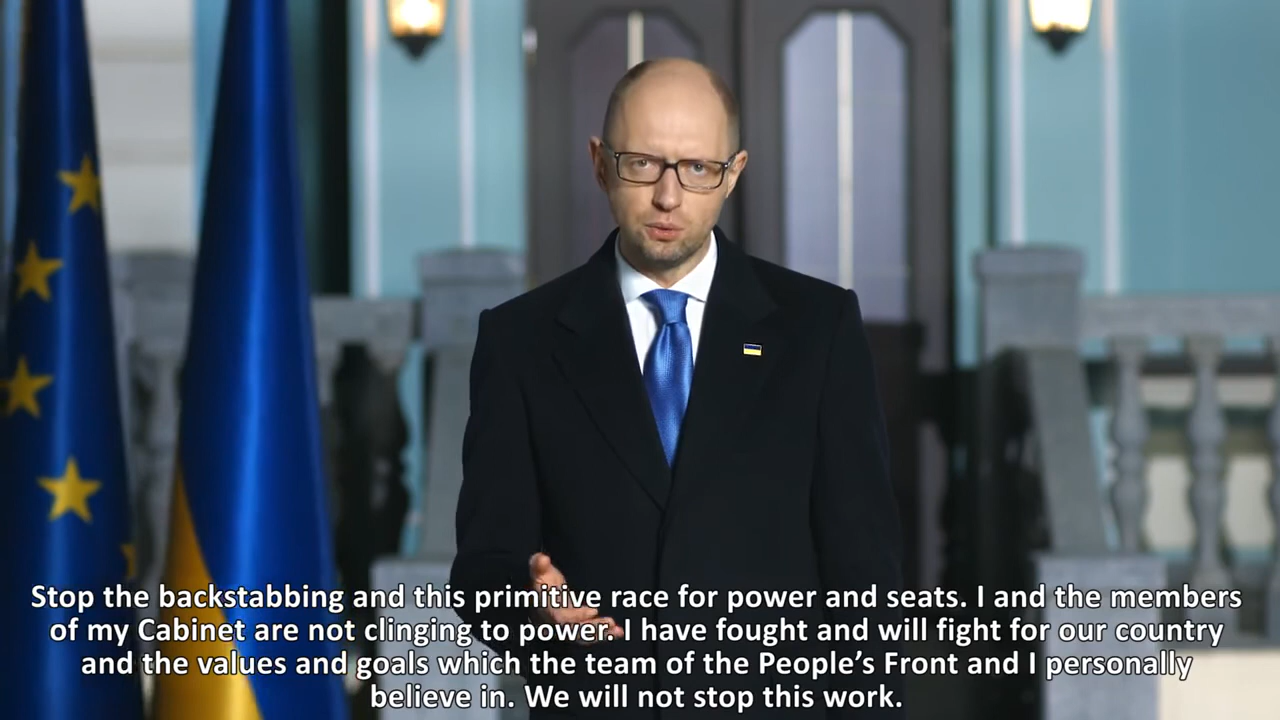 Stop the backstabbing and this primitive race for power and seats. I and the members
of my Cabinet are not clinging to power. I have fought and will fight for our country
and the values and goals which the team of the People’s Front and I personally
believe in. We will not stop this work.